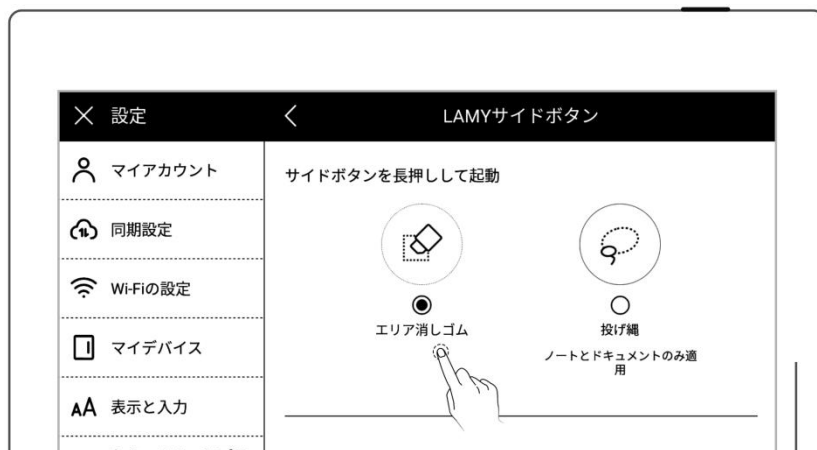 設定
LAMYサイドボタン
マイアカウント
同期設定
Wi-Fiの設定
マイデバイス
表示と入力
サイドボタンを長押しして起動
エリア消しゴム
投げ縄
ノートとドキュメントのみ適
用